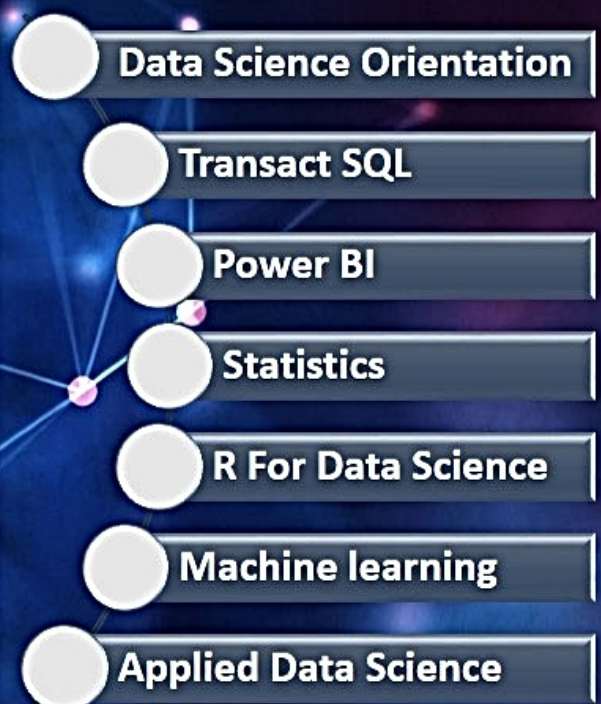 Data Science Orientation
Transact SQL
Power BI
Statistics
R For Data Science
Machine learning
Applied Data Science